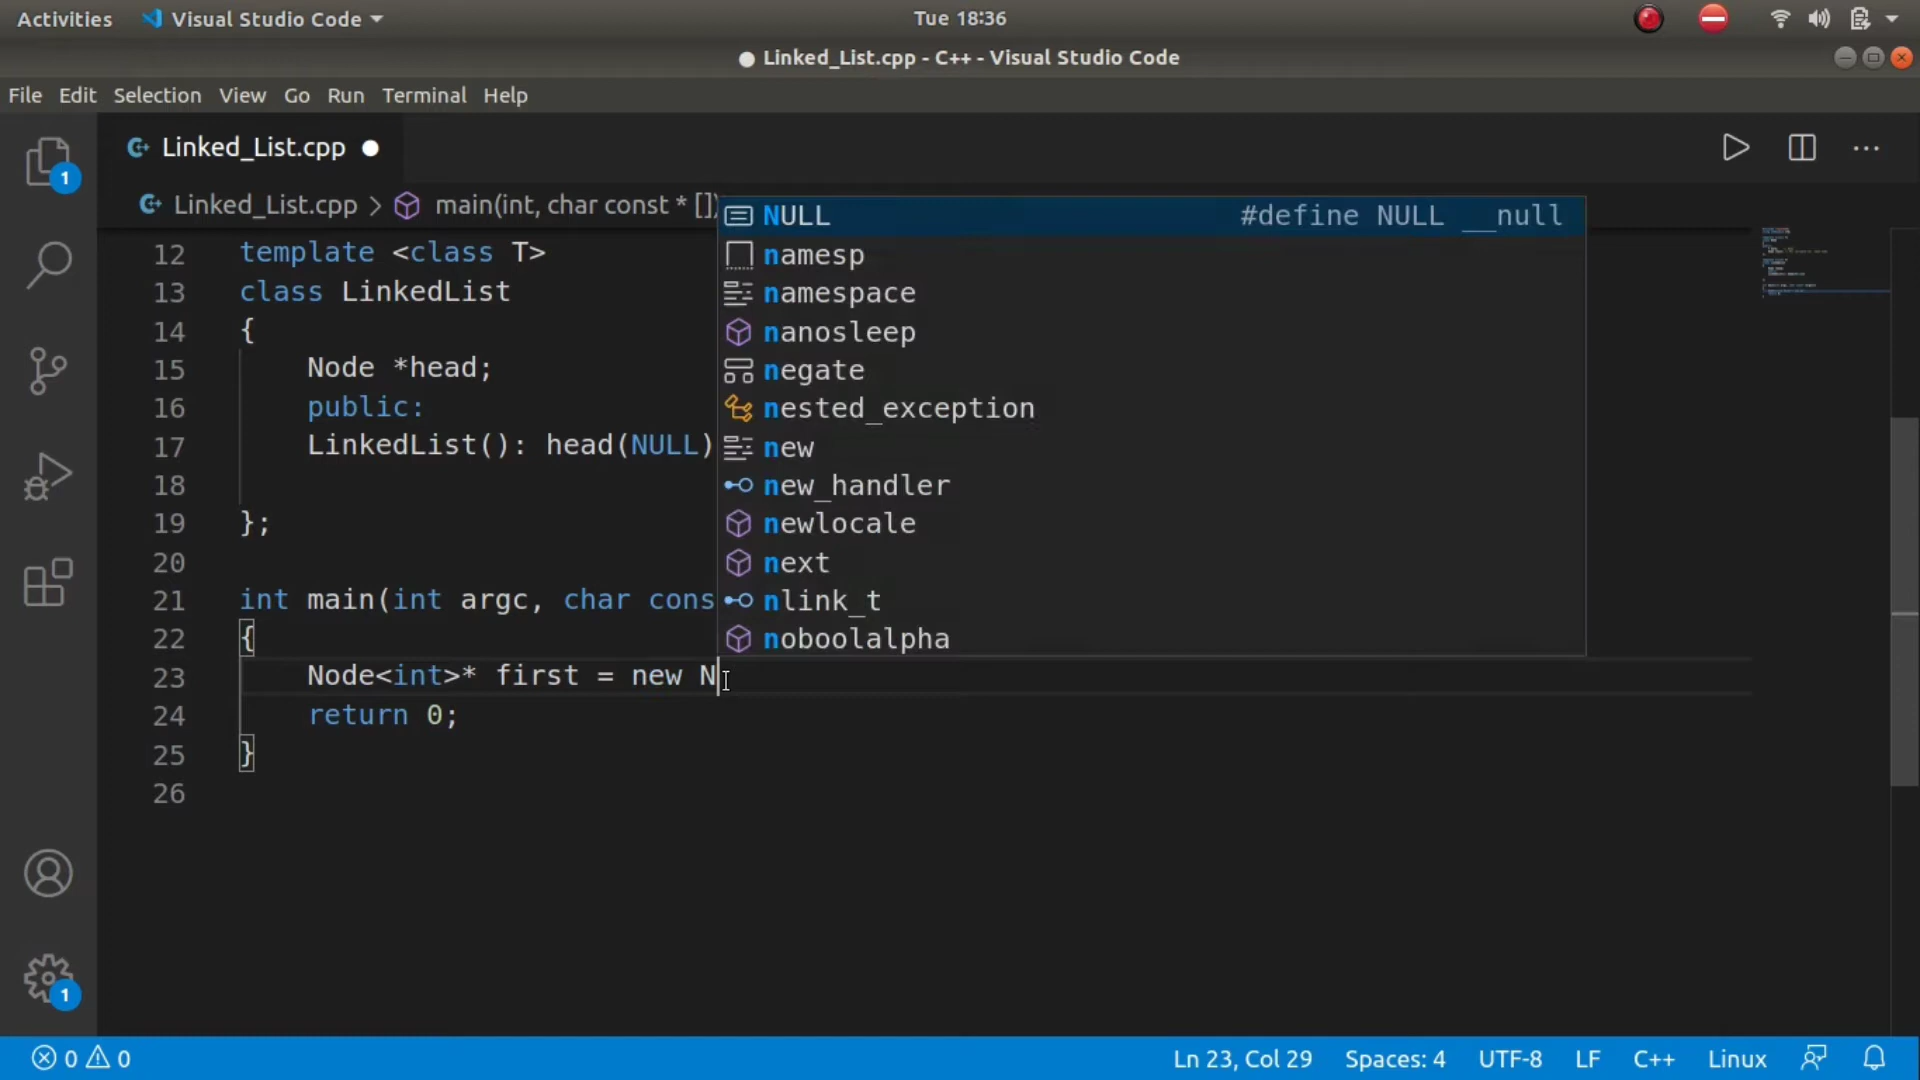 Activities Visual Studio Code Tue 18:36
Linked_List.cpp - C++ - Visual Studio Code
File Edit Selection View Go Run Terminal Help
Linked_List.cpp
1
Linked_List.cpp > main(int, char const * [])
NULL #define NULL __null
namesp
namespace
nanosleep
negate
nested_exception
new
new_handler
newlocale
next
nlink_t
noboolalpha
12 template <class T>
13 class LinkedList
14 {
15 Node *head;
16 public:
17 LinkedList(): head(NULL)
18
19 };
20
21 int main(int argc, char cons
22 {
23 Node<int>* first = new N
24 return 0;
25 }
26
1
0 0 Ln 23, Col 29 Spaces: 4 UTF-8 LF C++ Linux